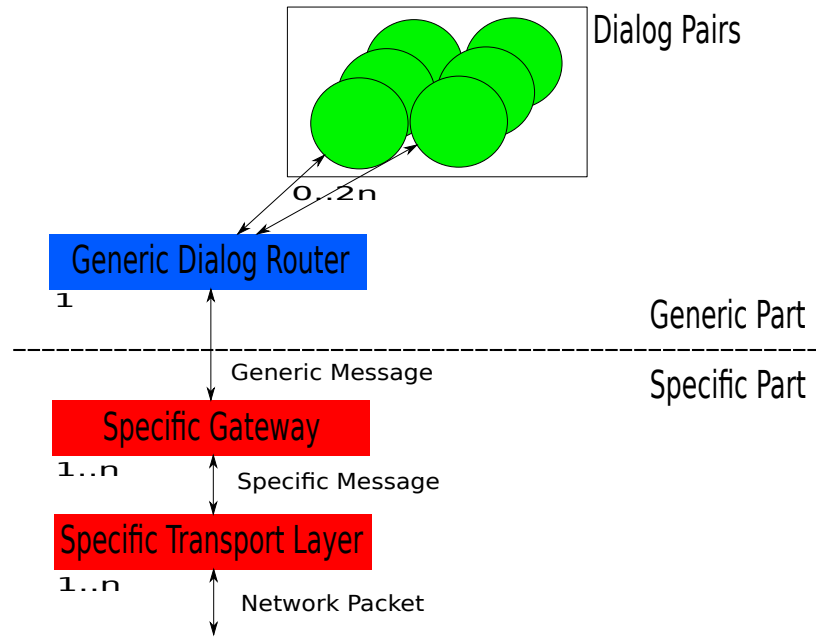 Dialog Pairs
0..2n
Generic Dialog Router
1
Generic Part
Generic Message
Specific Part
Specific Gateway
1..n
Specific Message
Specific Transport Layer
1..n
Network Packet